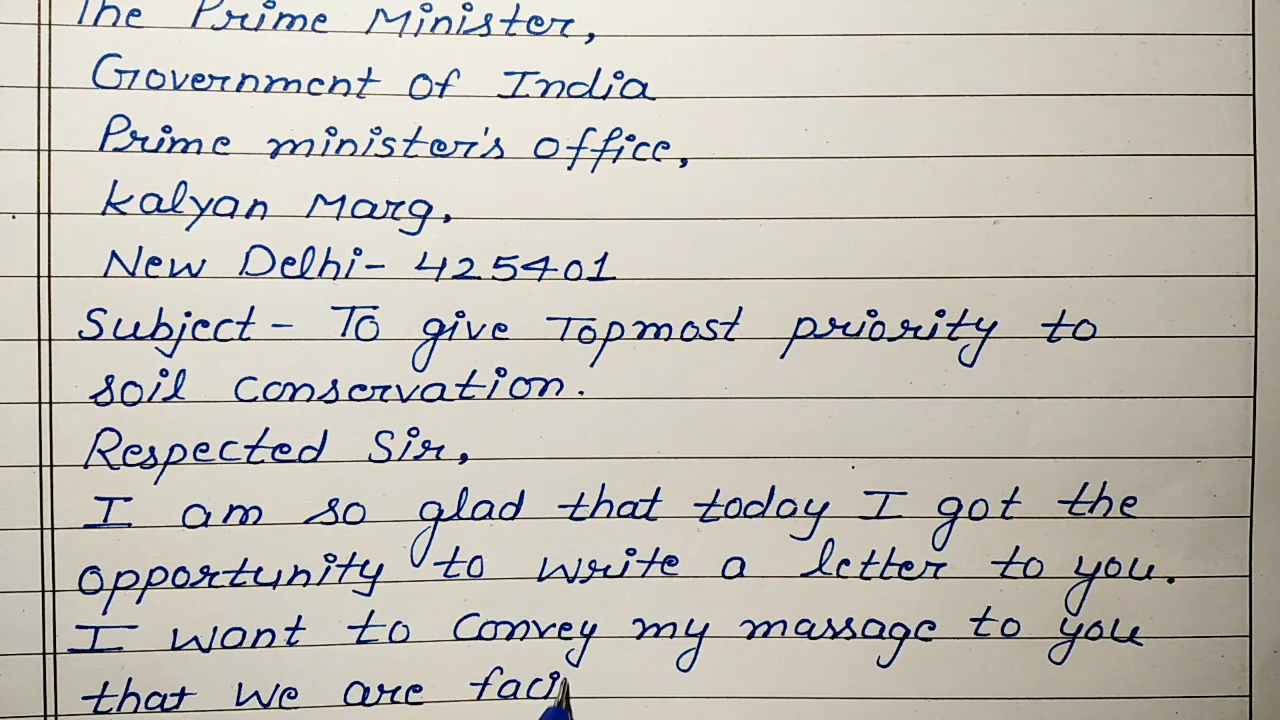 The Prime Minister,
Government of India
Prime minister's office,
Kalyan Marg.
New Delhi- 425401
Subject- To give Topmost priority to
soil conservation.
Respected Sir,
I am so glad that today I got the
opportunity to write a letter to you.
I want to convey my massage to you
that we are faci